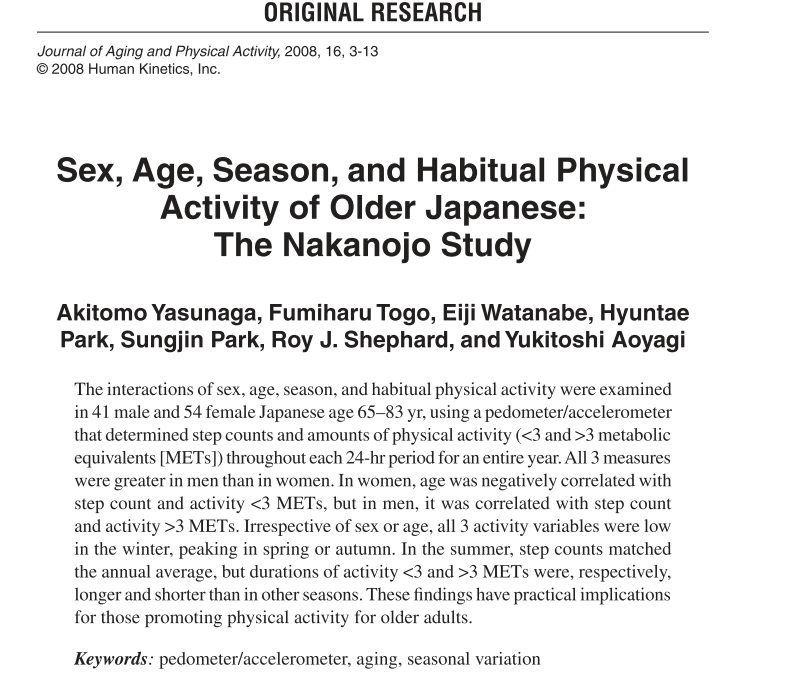 ORIGINAL RESEARCH
Journal of Aging and Physical Activity, 2008, 16, 3-13
© 2008 Human Kinetics, Inc.
Sex, Age, Season, and Habitual Physical
Activity of Older Japanese:
The Nakanojo Study
Akitomo Yasunaga, Fumiharu Togo, Eiji Watanabe, Hyuntae
Park, Sungjin Park, Roy J. Shephard, and Yukitoshi Aoyagi
The interactions of sex, age, season, and habitual physical activity were examined
in 41 male and 54 female Japanese age 65–83 yr, using a pedometer/accelerometer
that determined step counts and amounts of physical activity (<3 and >3 metabolic
equivalents [METs]) throughout each 24-hr period for an entire year. All 3 measures
were greater in men than in women. In women, age was negatively correlated with
step count and activity <3 METs, but in men, it was correlated with step count
and activity >3 METs. Irrespective of sex or age, all 3 activity variables were low
in the winter, peaking in spring or autumn. In the summer, step counts matched
the annual average, but durations of activity <3 and >3 METs were, respectively,
longer and shorter than in other seasons. These findings have practical implications
for those promoting physical activity for older adults.
Keywords: pedometer/accelerometer, aging, seasonal variation